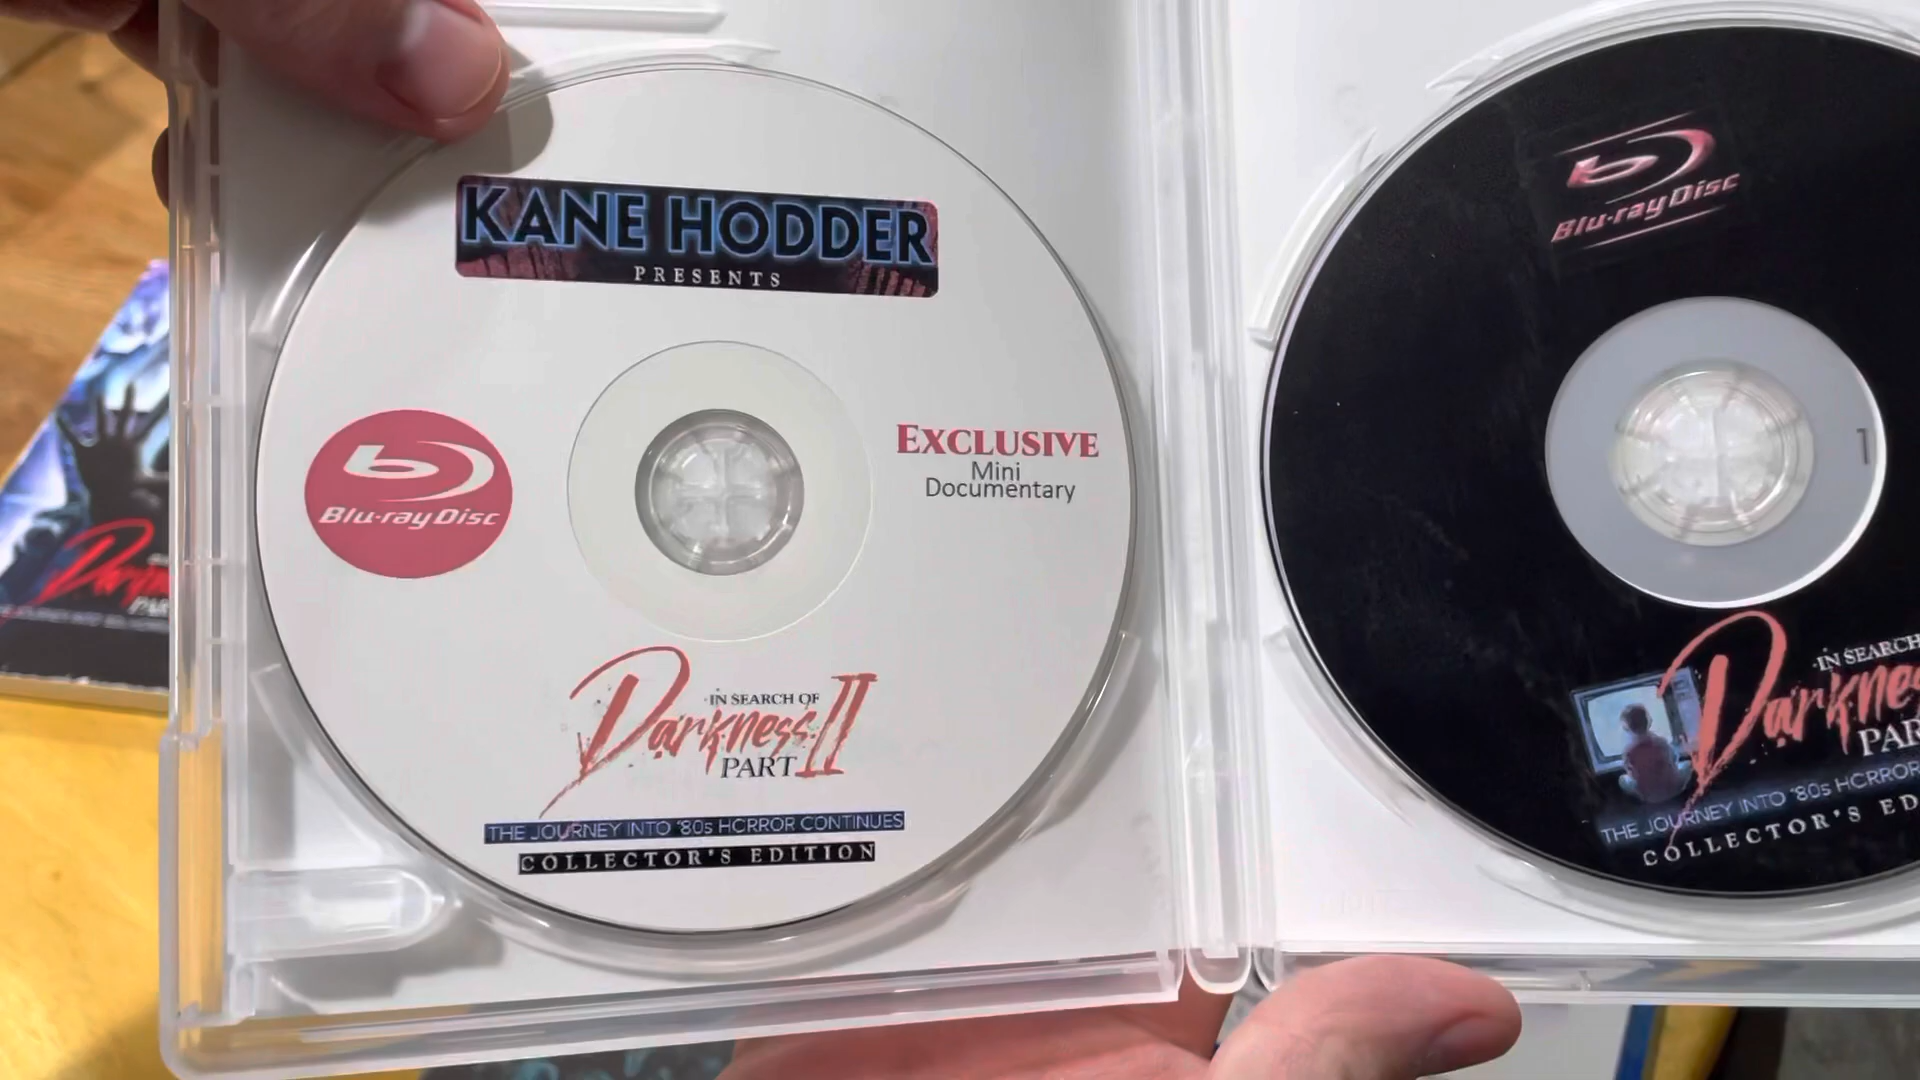 KANE HODDER
PRESENTS
Blu-ray Disc
EXCLUSIVE
Mini
Documentary
IN SEARCH OF
Darkness II
PART
THE JOURNEY INTO '80s HORROR CONTINUES
COLLECTOR'S EDITION
Blu-ray Disc
1
IN SEARCH
THE JOURNEY INTO '80s HORROR
COLLECTOR'S